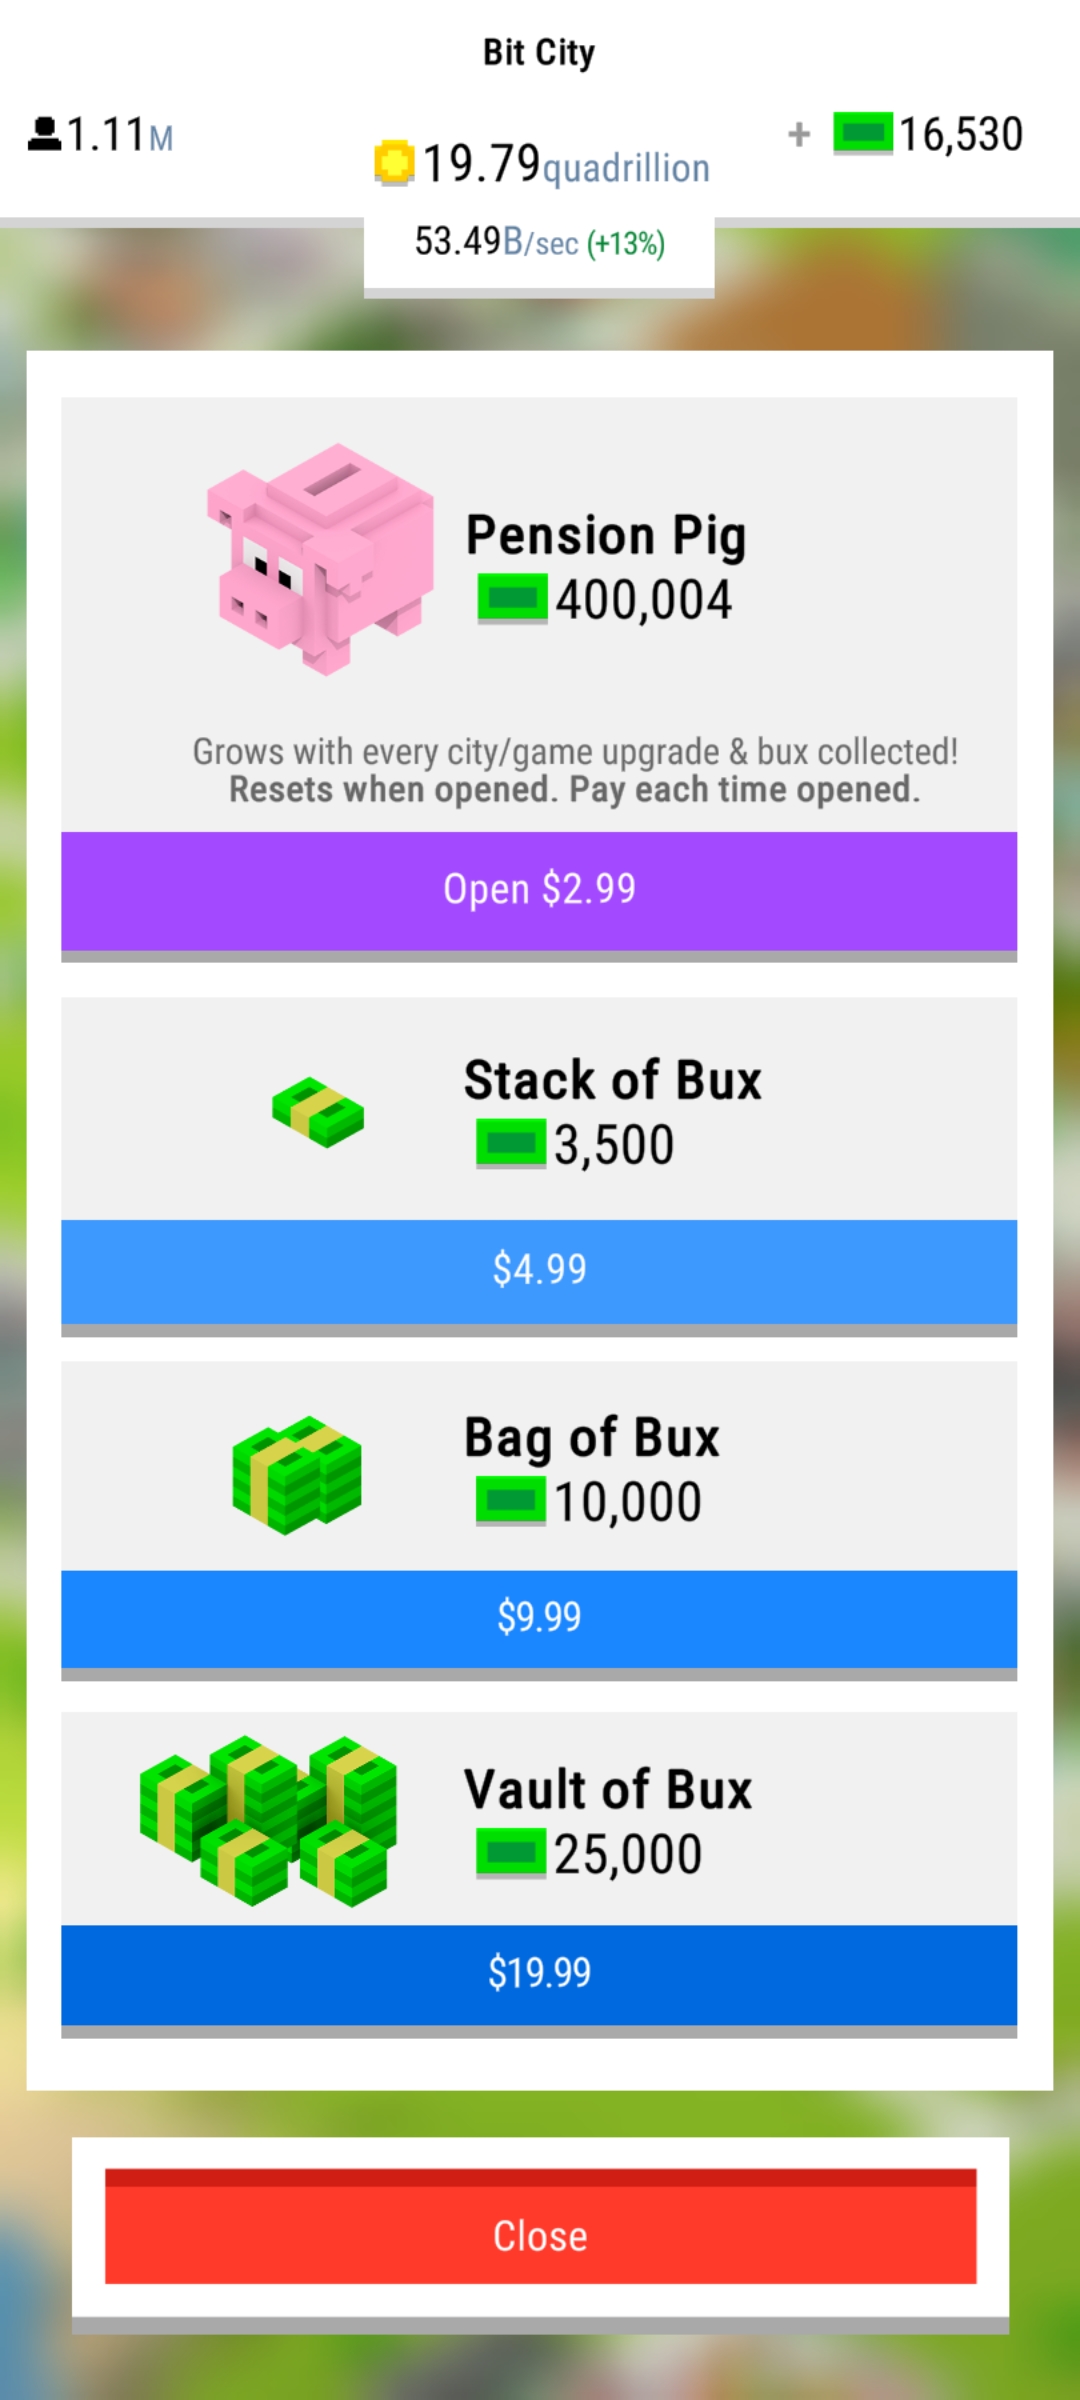 Bit City
1.11M
+ 16,530
19.79quadrillion
53.49B/sec (+13%)
Pension Pig
400,004
Grows with every city/game upgrade & bux collected!
Resets when opened. Pay each time opened.
Open $2.99
Stack of Bux
3,500
$4.99
Bag of Bux
10,000
$9.99
Vault of Bux
25,000
$19.99
Close